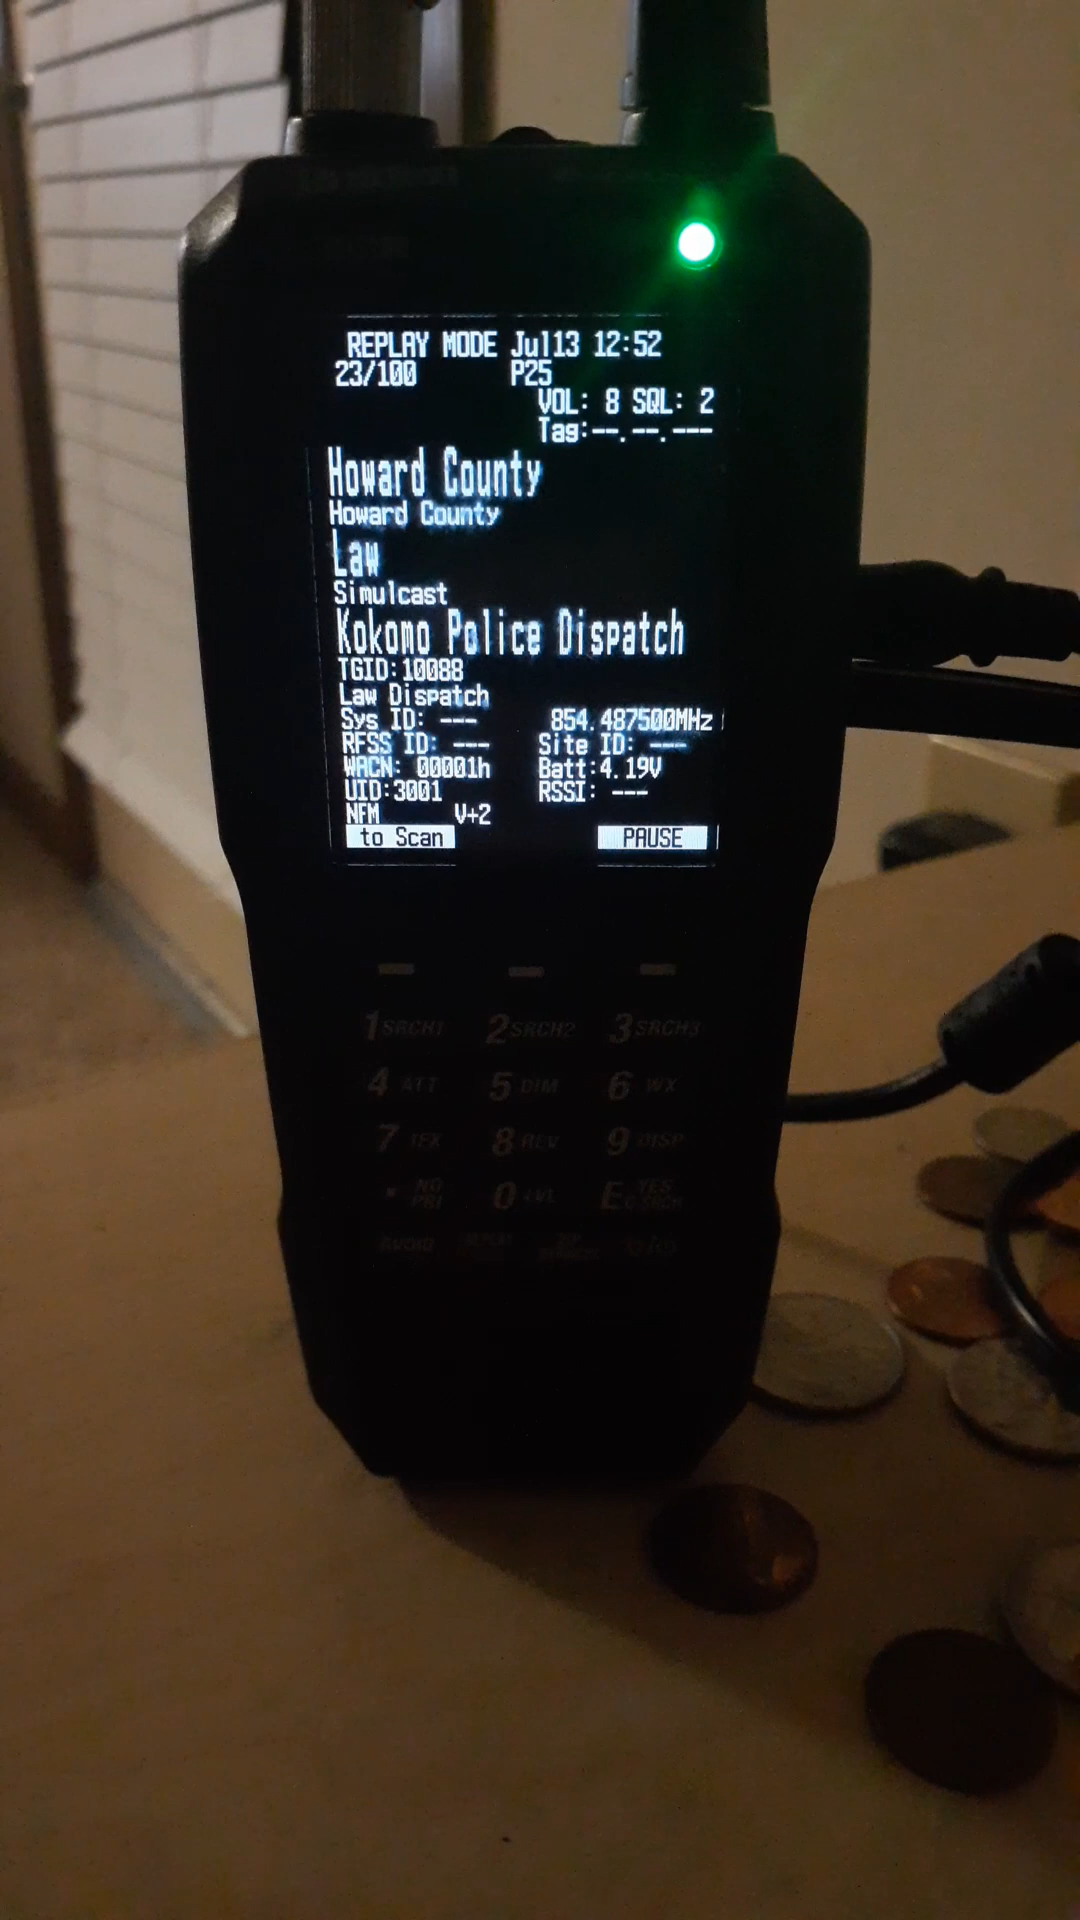 REPLAY MODE Jul13 12:52
23/100 P25
VOL: 8 SQL: 2
Tag:--.--.---
Howard County
Howard County
Law
Simulcast
Kokomo Police Dispatch
TGID:10088
Law Dispatch
Sys ID: --- 854.487500MHz
RFSS ID: --- Site ID: ---
WACN: 00001h Batt:4.19V
UID:3001 RSSI: ---
NFM V+2
to Scan PAUSE
1 SRCH1 2 SRCH2 3 SRCH3
4 ATT 5 DIM 6 WX
7 IFX 8 REV 9 DISP
. NO PRI 0 LVL E YES
AVOID